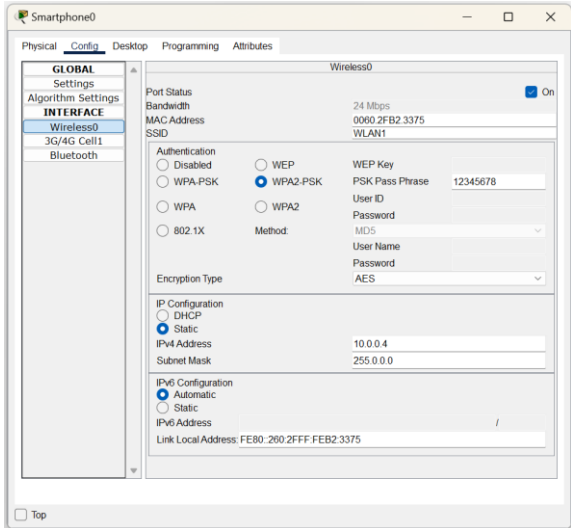 Smartphone0
Physical Config Desktop Programming Attributes
GLOBAL
Settings
Algorithm Settings
INTERFACE
Wireless0
3G/4G Cell1
Bluetooth
Wireless0
Port Status On
Bandwidth 24 Mbps
MAC Address 0060.2FB2.3375
SSID WLAN1
Authentication
Disabled WEP WEP Key
WPA-PSK WPA2-PSK PSK Pass Phrase 12345678
User ID
WPA WPA2
Password
802.1X Method: MD5
User Name
Password
Encryption Type AES
IP Configuration
DHCP
Static
IPv4 Address 10.0.0.4
Subnet Mask 255.0.0.0
IPv6 Configuration
Automatic
Static
IPv6 Address /
Link Local Address: FE80::260:2FFF:FEB2:3375
Top